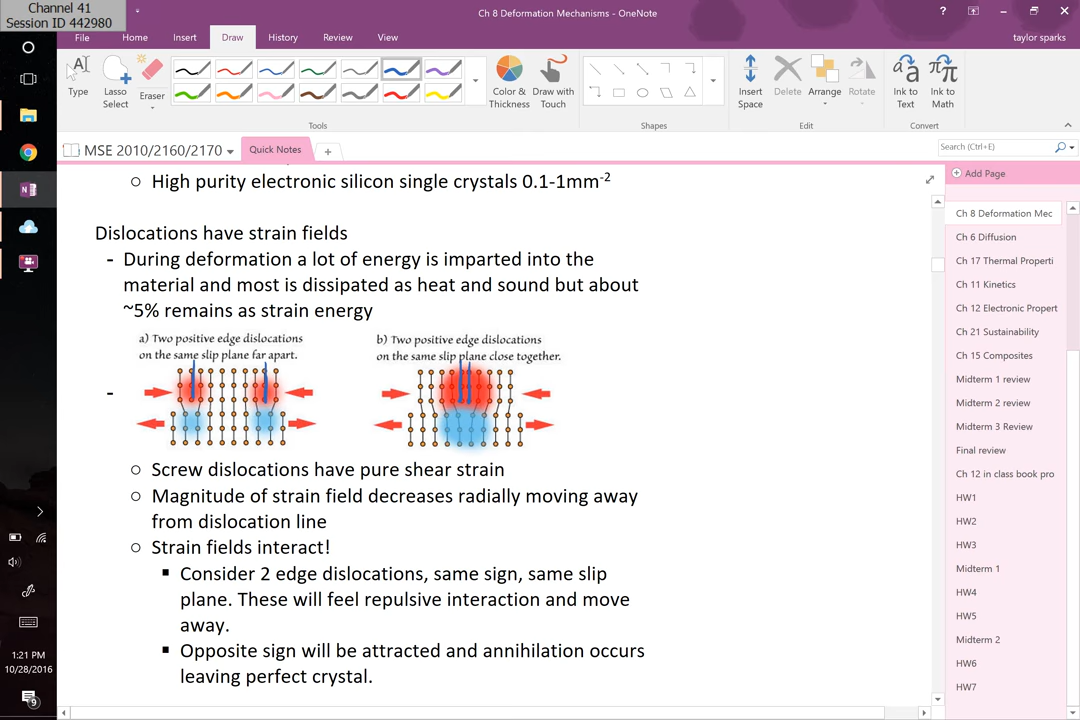 Channel 41
Session ID 442980
Ch 8 Deformation Mechanisms - OneNote
?
taylor sparks
File
Home
Insert
Draw
History
Review
View
Type
Lasso
Select
Eraser
Color &
Thickness
Draw with
Touch
Insert
Space
Delete
Arrange
Rotate
Ink to
Text
Ink to
Math
Tools
Shapes
Edit
Convert
MSE 2010/2160/2170
Quick Notes
+
Search (Ctrl+E)
Add Page
○ High purity electronic silicon single crystals 0.1-1mm⁻²
Dislocations have strain fields
- During deformation a lot of energy is imparted into the
material and most is dissipated as heat and sound but about
~5% remains as strain energy
a) Two positive edge dislocations
on the same slip plane far apart.
b) Two positive edge dislocations
on the same slip plane close together.
-
○ Screw dislocations have pure shear strain
○ Magnitude of strain field decreases radially moving away
from dislocation line
○ Strain fields interact!
▪ Consider 2 edge dislocations, same sign, same slip
plane. These will feel repulsive interaction and move
away.
▪ Opposite sign will be attracted and annihilation occurs
leaving perfect crystal.
Ch 8 Deformation Mec
Ch 6 Diffusion
Ch 17 Thermal Properti
Ch 11 Kinetics
Ch 12 Electronic Propert
Ch 21 Sustainability
Ch 15 Composites
Midterm 1 review
Midterm 2 review
Midterm 3 Review
Final review
Ch 12 in class book pro
HW1
HW2
HW3
Midterm 1
HW4
HW5
Midterm 2
HW6
HW7
1:21 PM
10/28/2016
9